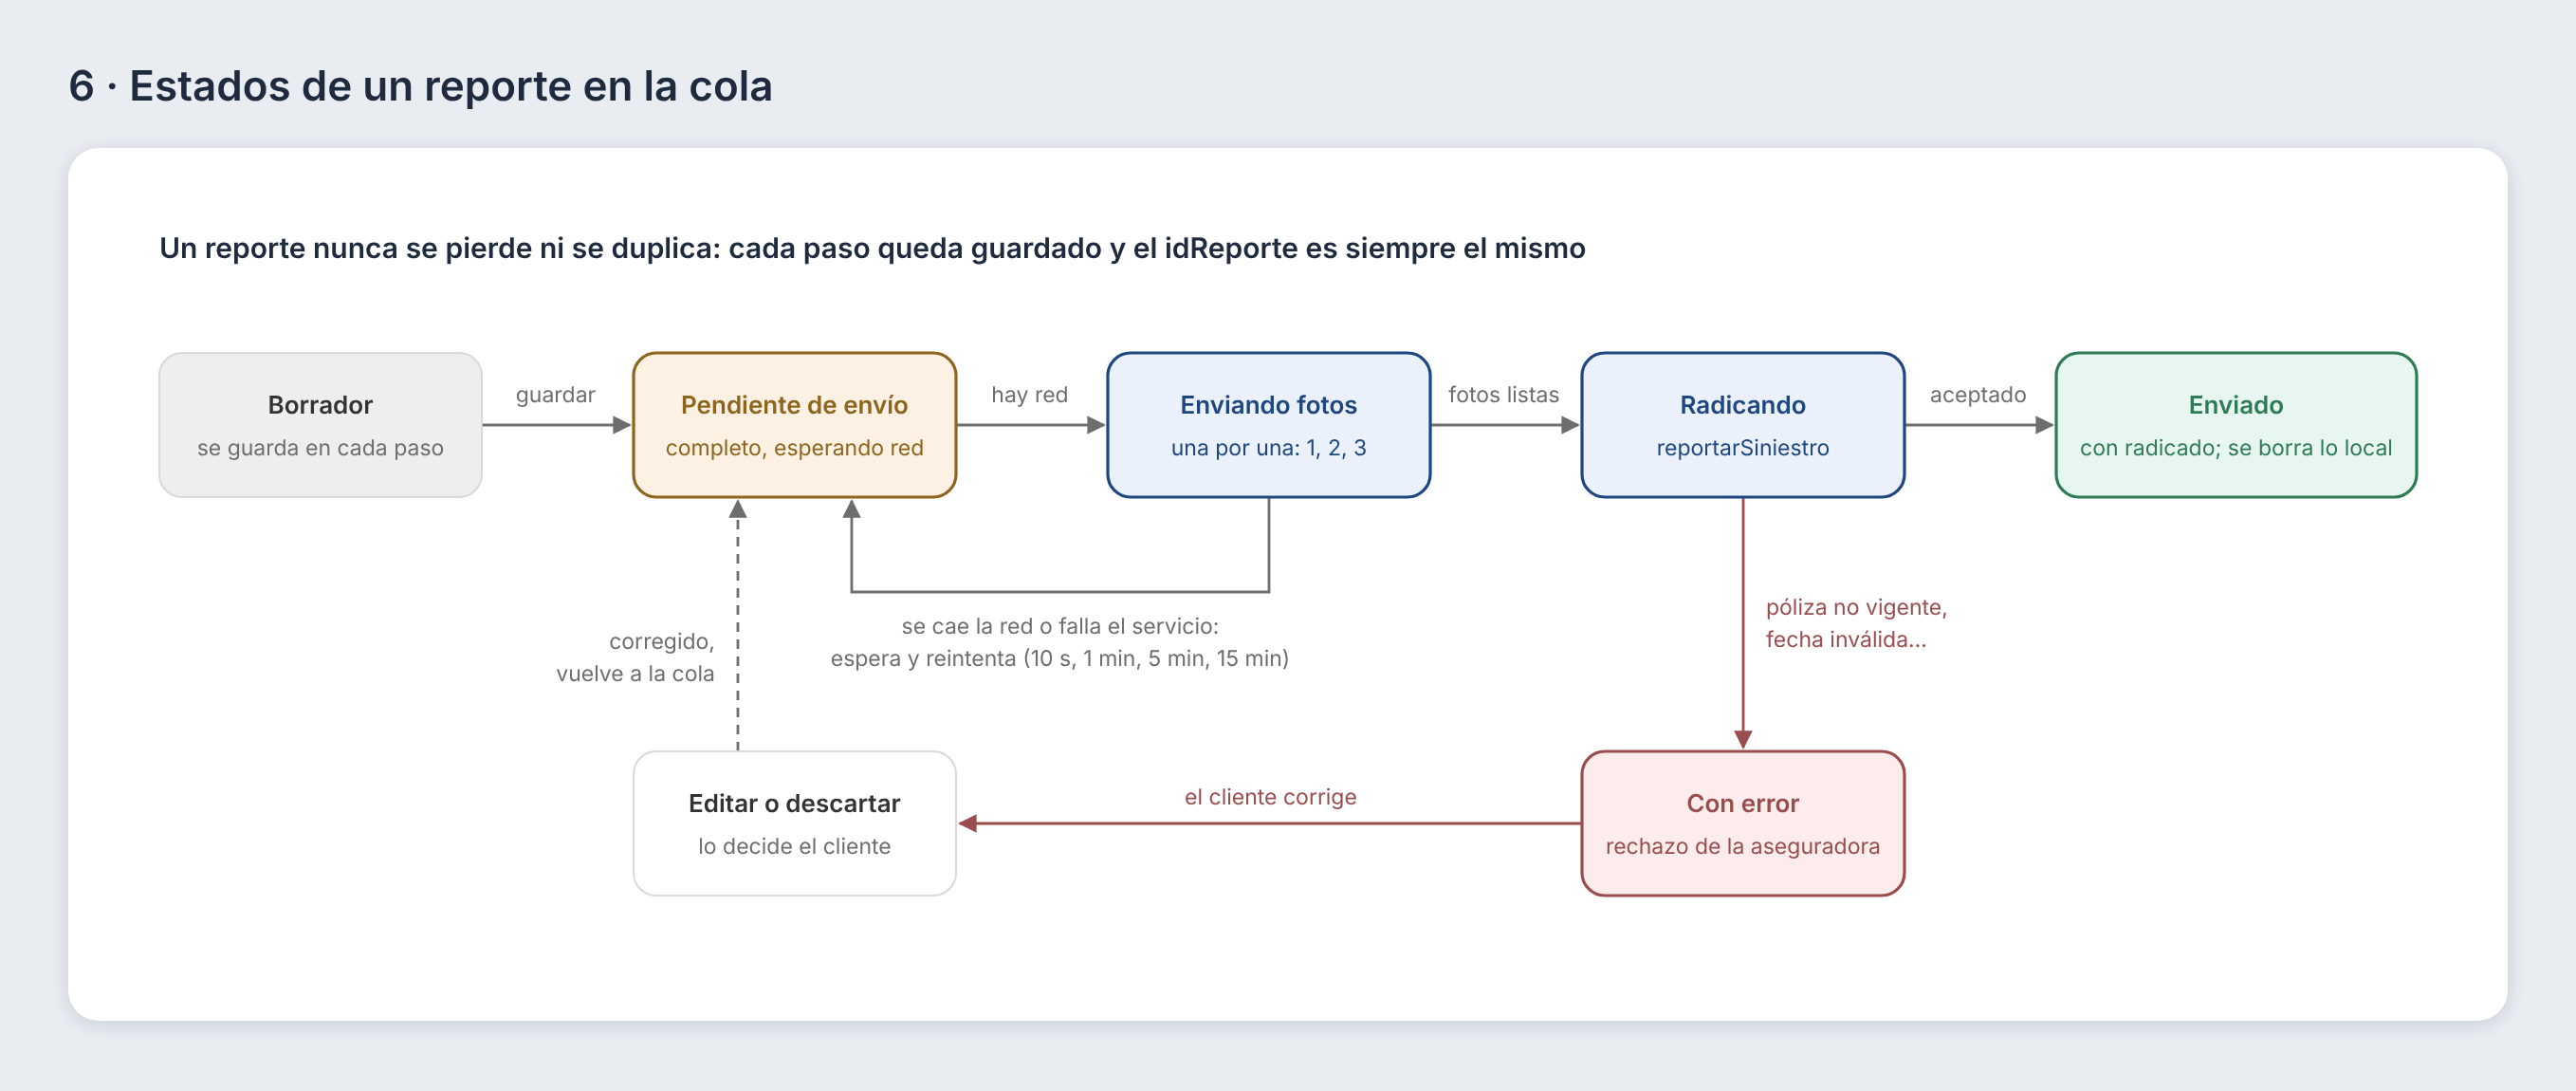 6 · Estados de un reporte en la cola
Un reporte nunca se pierde ni se duplica: cada paso queda guardado y el idReporte es siempre el mismo
Borrador
se guarda en cada paso
guardar
Pendiente de envío
completo, esperando red
hay red
Enviando fotos
una por una: 1, 2, 3
fotos listas
Radicando
reportarSiniestro
aceptado
Enviado
con radicado; se borra lo local
se cae la red o falla el servicio:
espera y reintenta (10 s, 1 min, 5 min, 15 min)
póliza no vigente,
fecha inválida...
corregido,
vuelve a la cola
Editar o descartar
lo decide el cliente
el cliente corrige
Con error
rechazo de la aseguradora